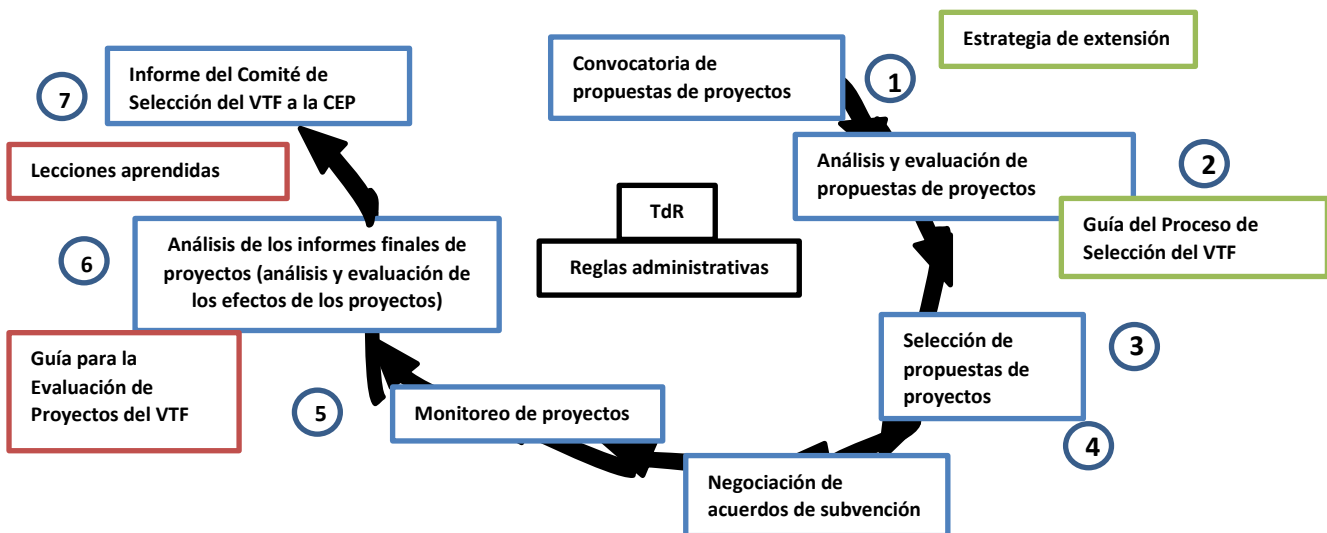 Estrategia de extensión
Convocatoria de
propuestas de proyectos
1
Análisis y evaluación de
propuestas de proyectos
2
Guía del Proceso de
Selección del VTF
Selección de
propuestas de
proyectos
3
4
Negociación de
acuerdos de subvención
Monitoreo de proyectos
5
Análisis de los informes finales de
proyectos (análisis y evaluación de
los efectos de los proyectos)
6
Guía para la
Evaluación de
Proyectos del VTF
Informe del Comité de
Selección del VTF a la CEP
7
Lecciones aprendidas
TdR
Reglas administrativas